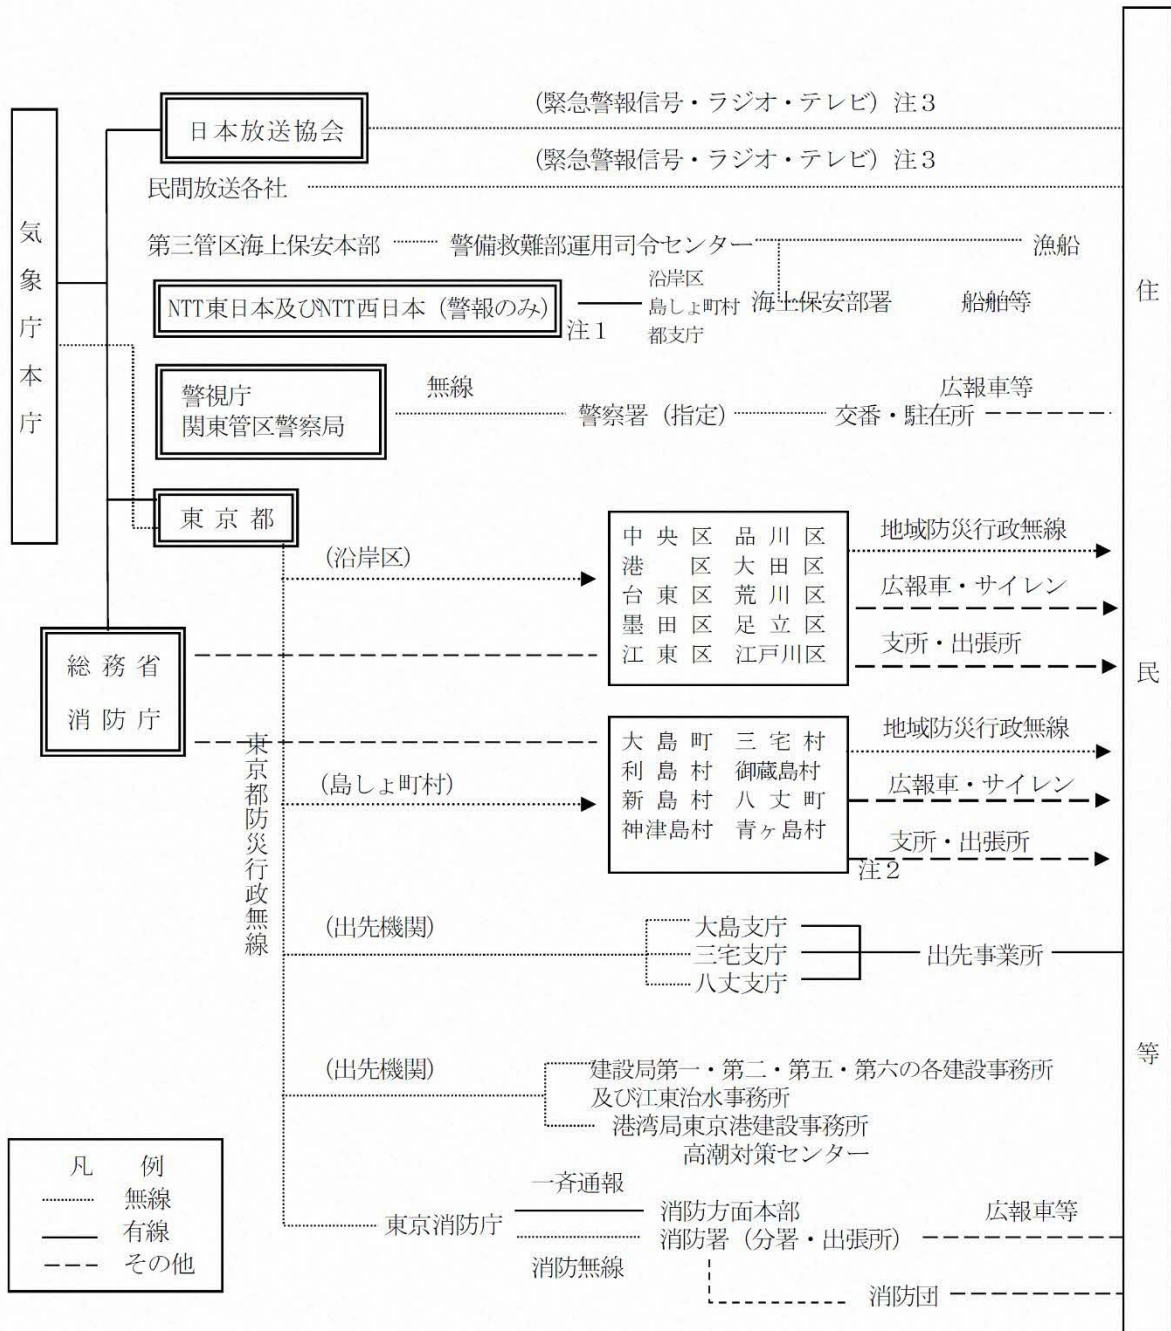 気象庁本庁
日本放送協会
(緊急警報信号・ラジオ・テレビ)注3
民間放送各社
(緊急警報信号・ラジオ・テレビ)注3
第三管区海上保安本部
警備救難部運用司令センター
漁船
NTT東日本及びNTT西日本(警報のみ)
注1
沿岸区
島しょ町村
都支庁
海上保安部署
船舶等
警視庁
関東管区警察局
無線
警察署(指定)
交番・駐在所
広報車等
東京都
(沿岸区)
中央区 品川区
港区 大田区
台東区 荒川区
墨田区 足立区
江東区 江戸川区
地域防災行政無線
広報車・サイレン
支所・出張所
総務省
消防庁
東京都防災行政無線
(島しょ町村)
大島町 三宅村
利島村 御蔵島村
新島村 八丈町
神津島村 青ヶ島村
注2
地域防災行政無線
広報車・サイレン
支所・出張所
(出先機関)
大島支庁
三宅支庁
八丈支庁
出先事業所
(出先機関)
建設局第一・第二・第五・第六の各建設事務所
及び江東治水事務所
港湾局東京港建設事務所
高潮対策センター
東京消防庁
一斉通報
消防無線
消防方面本部
消防署(分署・出張所)
広報車等
消防団
住民等
凡例
無線
有線
その他